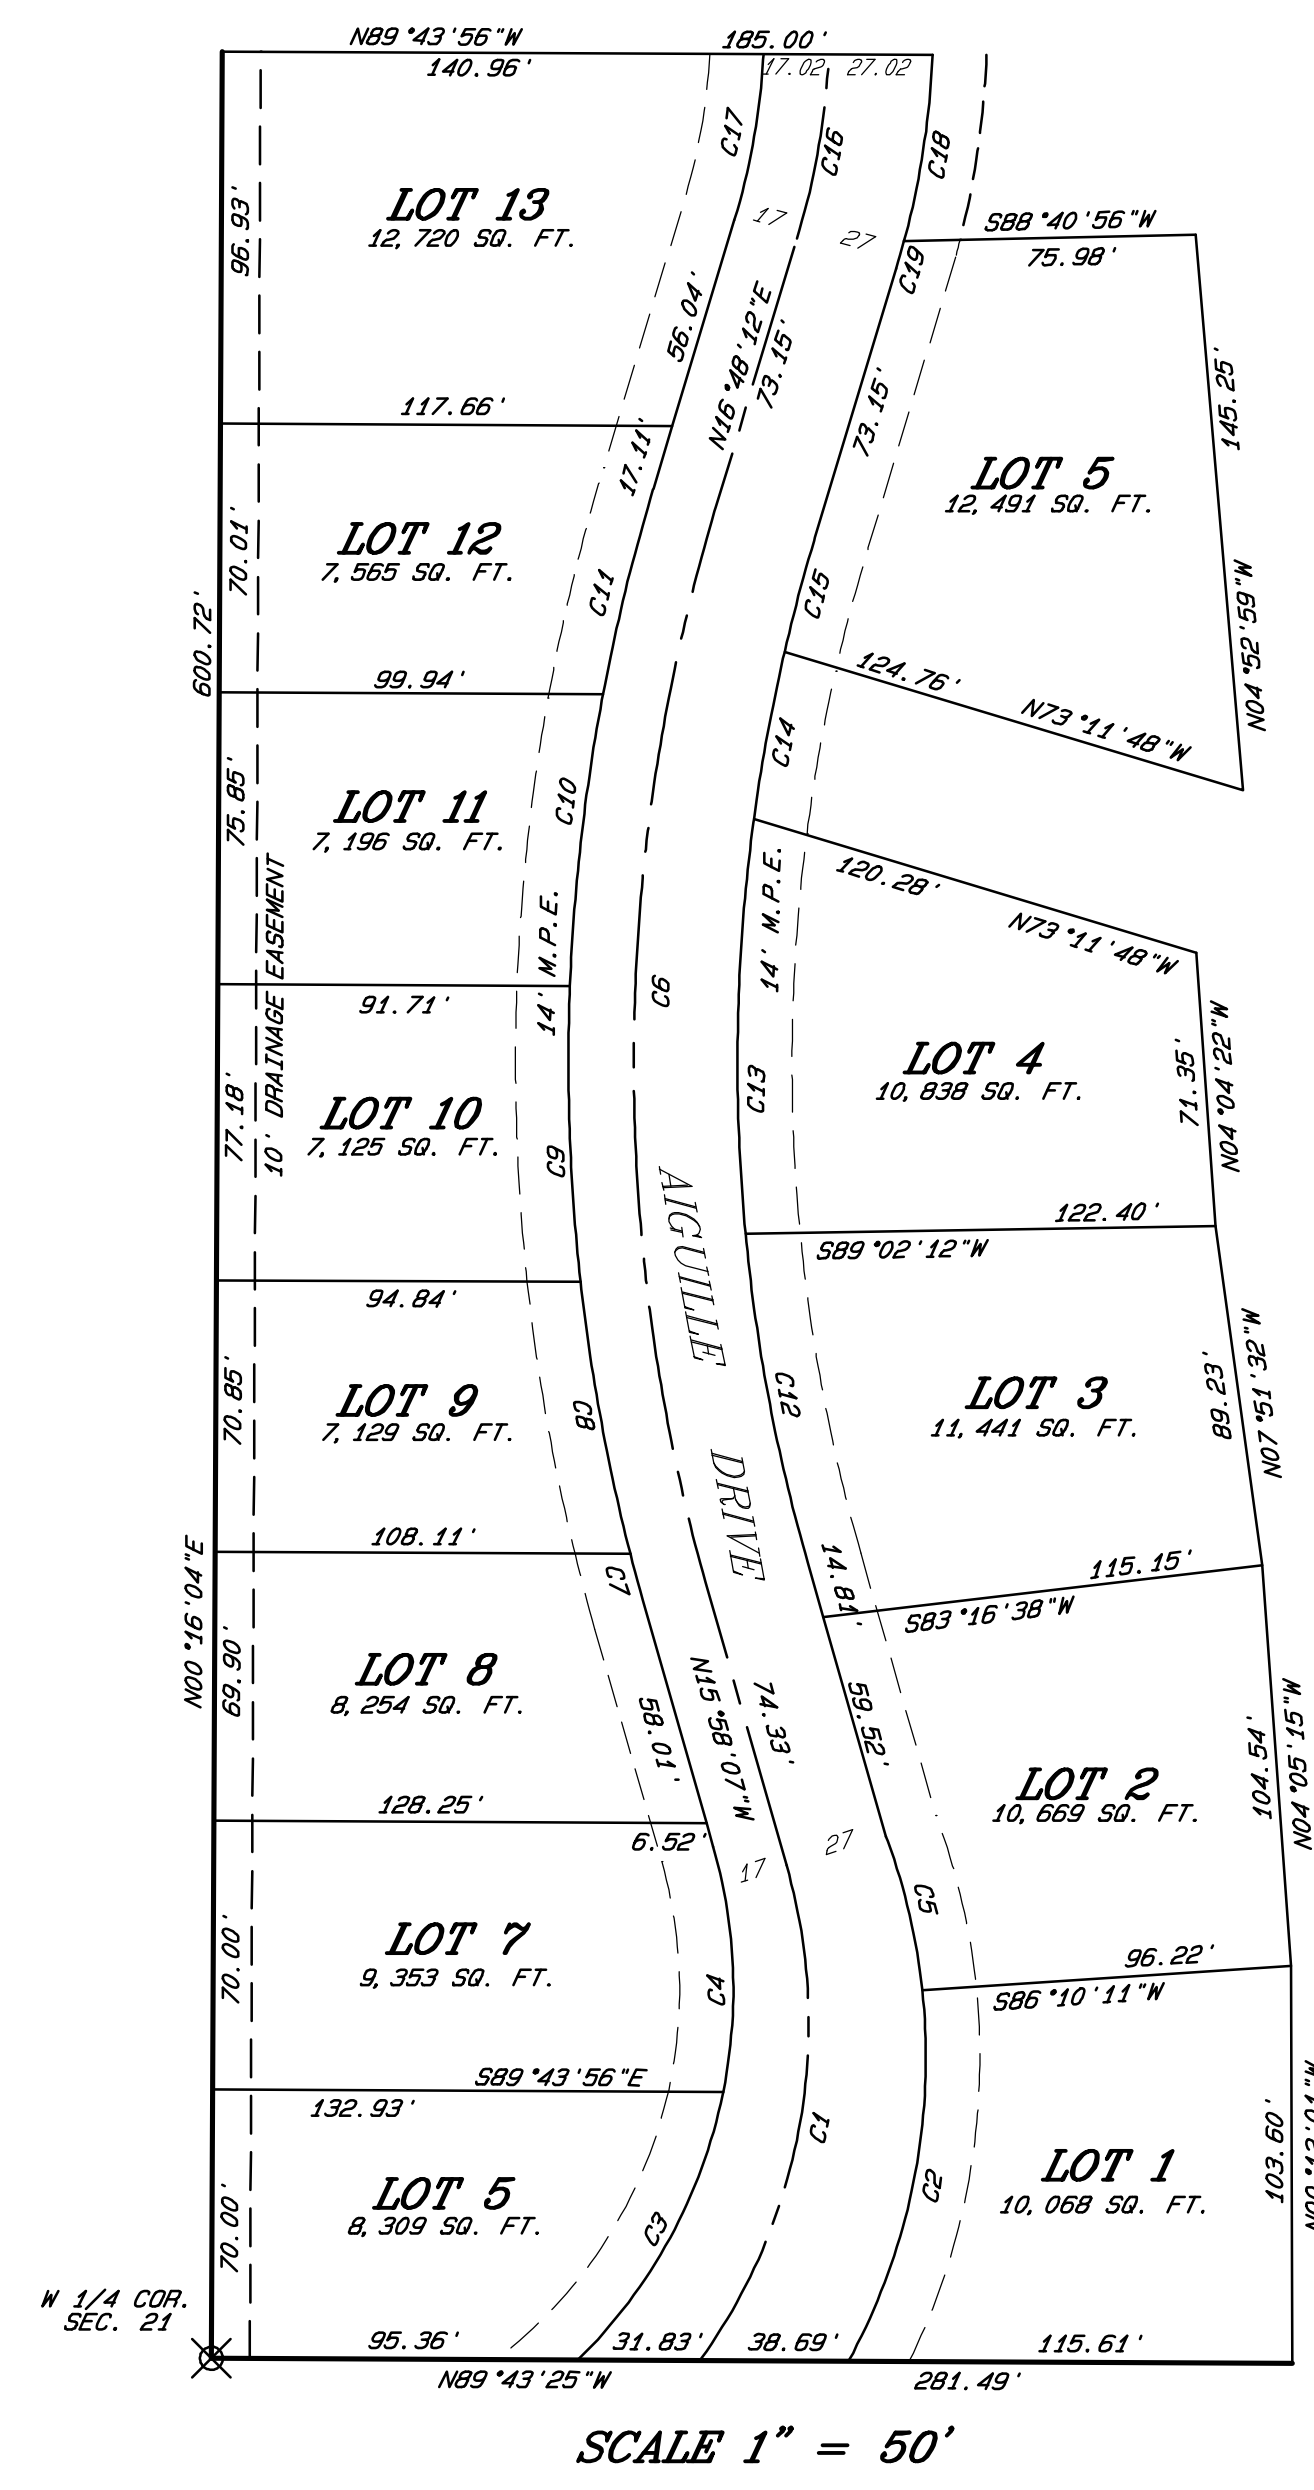 N89°43'56"W
185.00'
140.96'
17.02
27.02
C17
C16
C18
96.93'
LOT 13
12,720 SQ. FT.
17
27
S88°40'56"W
75.98'
C19
56.04'
N16°48'12"E
73.15'
73.15'
145.25'
117.66'
17.11'
LOT 5
12,491 SQ. FT.
70.01'
LOT 12
7,565 SQ. FT.
C11
C15
N04°52'59"W
600.72'
99.94'
124.76'
N73°11'48"W
C14
75.85'
LOT 11
7,196 SQ. FT.
C10
120.28'
N73°11'48"W
14' M.P.E.
14' M.P.E.
10' DRAINAGE EASEMENT
91.71'
C6
71.35'
N04°04'22"W
LOT 4
10,838 SQ. FT.
C13
77.18'
LOT 10
7,125 SQ. FT.
C9
122.40'
S89°02'12"W
AIGUILLE DRIVE
94.84'
70.85'
LOT 9
7,129 SQ. FT.
C8
C12
LOT 3
11,441 SQ. FT.
89.23'
N07°51'32"W
108.11'
C7
14.81'
115.15'
S83°16'38"W
N00°16'04"E
69.90'
LOT 8
8,254 SQ. FT.
58.01'
N15°58'07"W
74.33'
59.52'
104.54'
N04°05'15"W
LOT 2
10,669 SQ. FT.
128.25'
6.52'
17
27
C5
70.00'
LOT 7
9,353 SQ. FT.
C4
96.22'
S86°10'11"W
S89°43'56"E
132.93'
C1
C2
70.00'
LOT 5
8,309 SQ. FT.
C3
LOT 1
10,068 SQ. FT.
103.60'
W 1/4 COR.
SEC. 21
95.36'
31.83'
38.69'
115.61'
N89°43'25"W
281.49'
SCALE 1" = 50'